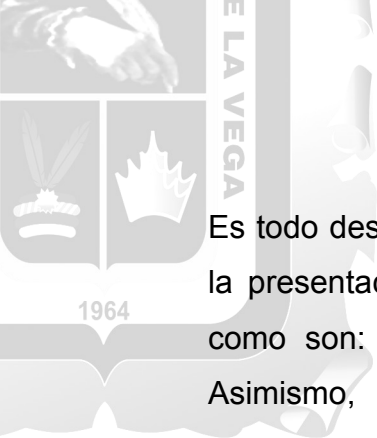 E LA VEGA
1964
Es todo des
la presentac
como son:
Asimismo,